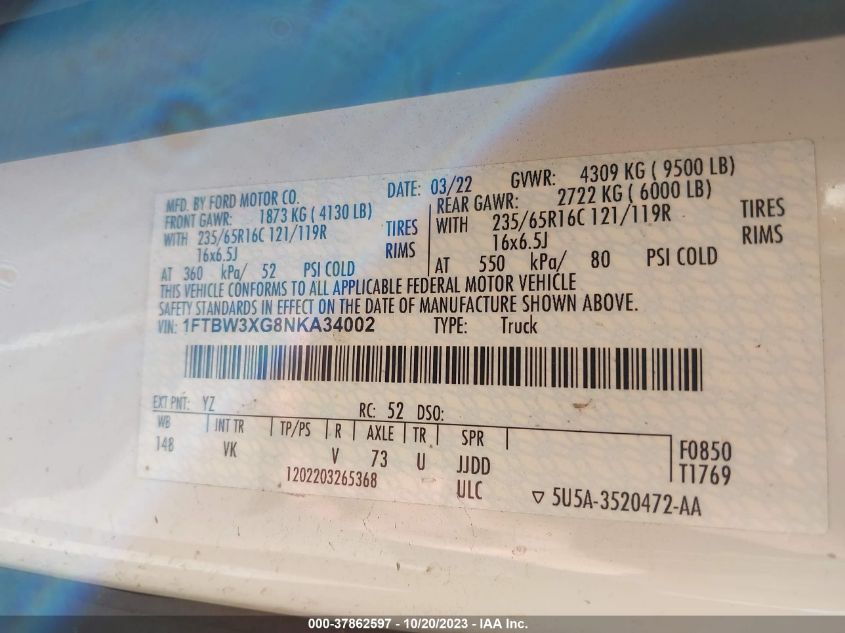 MFD. BY FORD MOTOR CO. DATE: 03/22 GVWR: 4309 KG ( 9500 LB)
FRONT GAWR: 1873 KG ( 4130 LB) REAR GAWR: 2722 KG ( 6000 LB)
WITH 235/65R16C 121/119R TIRES WITH 235/65R16C 121/119R TIRES
16x6.5J RIMS 16x6.5J RIMS
AT 360 kPa/ 52 PSI COLD AT 550 kPa/ 80 PSI COLD
THIS VEHICLE CONFORMS TO ALL APPLICABLE FEDERAL MOTOR VEHICLE
SAFETY STANDARDS IN EFFECT ON THE DATE OF MANUFACTURE SHOWN ABOVE.
VIN: 1FTBW3XG8NKA34002 TYPE: Truck
EXT PNT: YZ RC: 52 DSO:
WB INT TR TP/PS R AXLE TR SPR
148 VK V 73 U JJDD F0850
1202203265368 ULC T1769
▽ 5U5A-3520472-AA
000-37862597 - 10/20/2023 - IAA Inc.